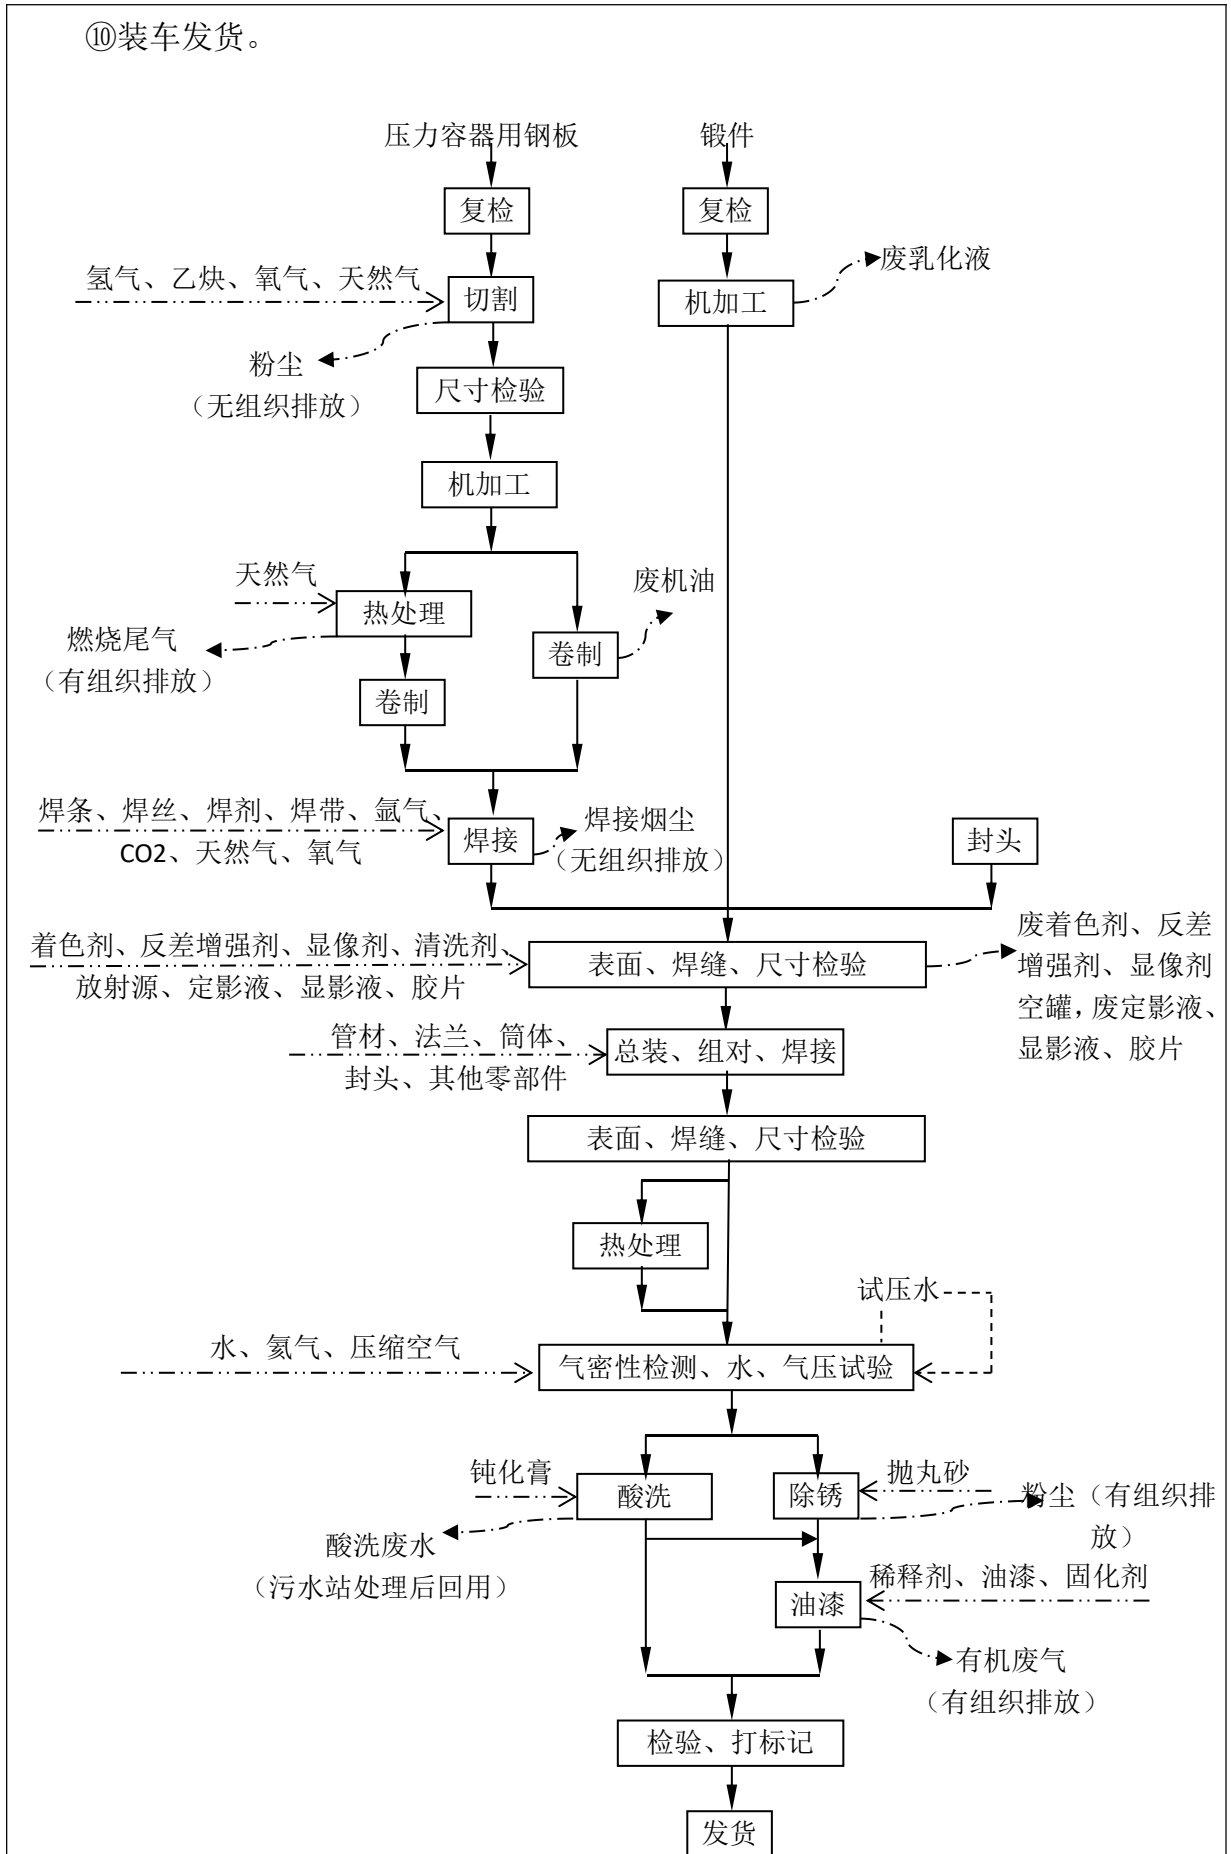 ⑩装车发货。
压力容器用钢板
锻件
复检
复检
废乳化液
氢气、乙炔、氧气、天然气
切割
机加工
粉尘
(无组织排放)
尺寸检验
机加工
天然气
废机油
热处理
燃烧尾气
(有组织排放)
卷制
卷制
焊条、焊丝、焊剂、焊带、氩气、
CO2、天然气、氧气
焊接
焊接烟尘
(无组织排放)
封头
着色剂、反差增强剂、显像剂、清洗剂、
放射源、定影液、显影液、胶片
表面、焊缝、尺寸检验
废着色剂、反差
增强剂、显像剂
空罐,废定影液、
显影液、胶片
管材、法兰、筒体、
封头、其他零部件
总装、组对、焊接
表面、焊缝、尺寸检验
热处理
试压水
水、氦气、压缩空气
气密性检测、水、气压试验
钝化膏
酸洗
除锈
抛丸砂
粉尘(有组织排
放)
酸洗废水
(污水站处理后回用)
稀释剂、油漆、固化剂
油漆
有机废气
(有组织排放)
检验、打标记
发货